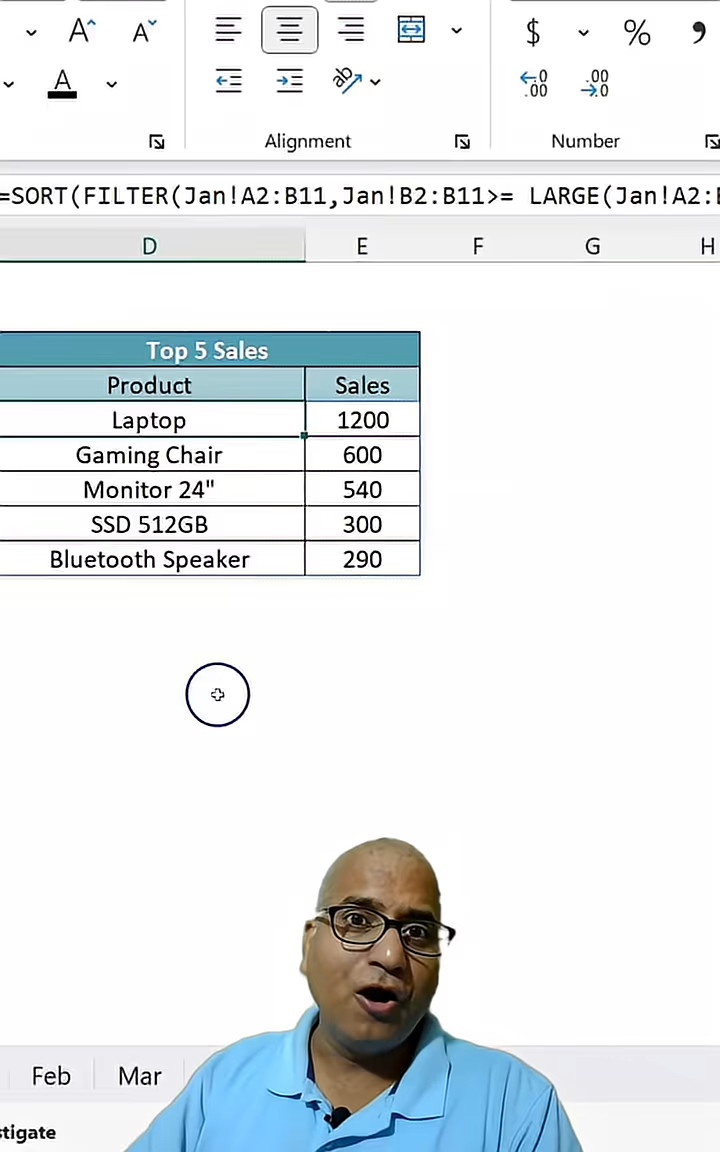 A^ A˅ $ % ,
A ab ←0 .00 .00 →.0
Alignment Number
=SORT(FILTER(Jan!A2:B11,Jan!B2:B11>= LARGE(Jan!A2:
D E F G H
Top 5 Sales
Product Sales
Laptop 1200
Gaming Chair 600
Monitor 24" 540
SSD 512GB 300
Bluetooth Speaker 290
Feb Mar
stigate